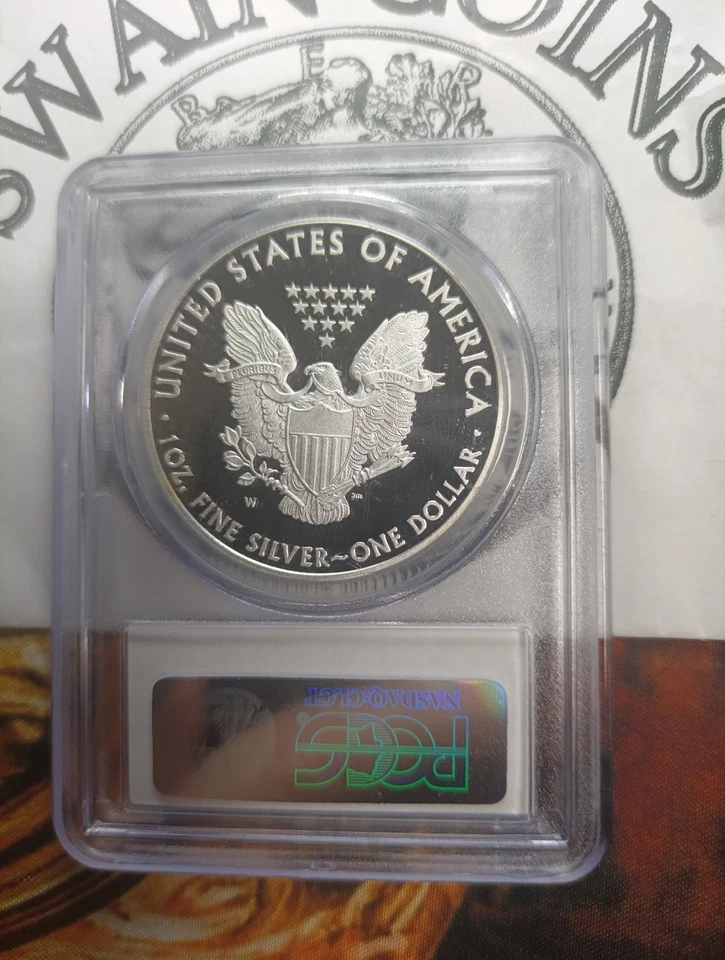 SWAIN COINS
UNITED STATES OF AMERICA
E PLURIBUS UNUM
W
1 OZ. FINE SILVER~ONE DOLLAR
NASDAQ:CLCT
PCGS